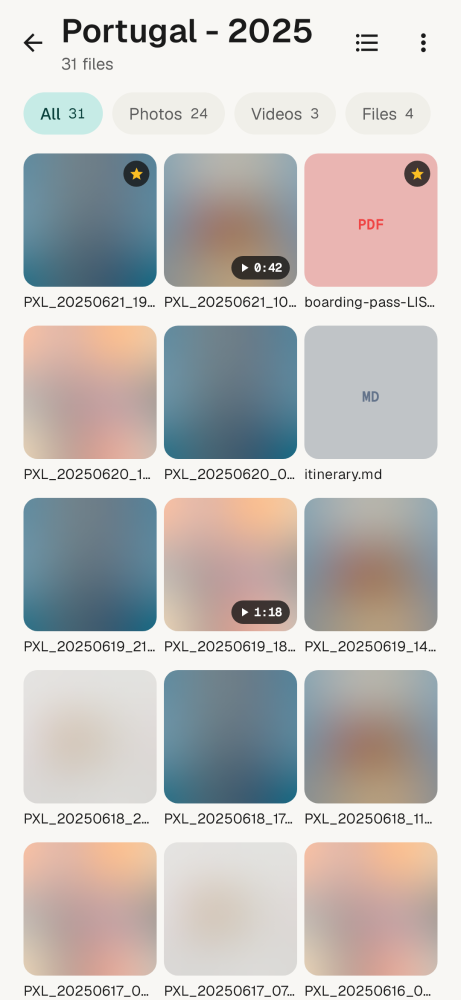 Portugal - 2025
31 files
All 31
Photos 24
Videos 3
Files 4
PDF
0:42
PXL_20250621_19…
PXL_20250621_10…
boarding-pass-LIS…
MD
PXL_20250620_1…
PXL_20250620_0…
itinerary.md
1:18
PXL_20250619_21…
PXL_20250619_18…
PXL_20250619_14…
PXL_20250618_2…
PXL_20250618_17…
PXL_20250618_11…
PXL_20250617_0…
PXL_20250617_07…
PXL_20250616_0…